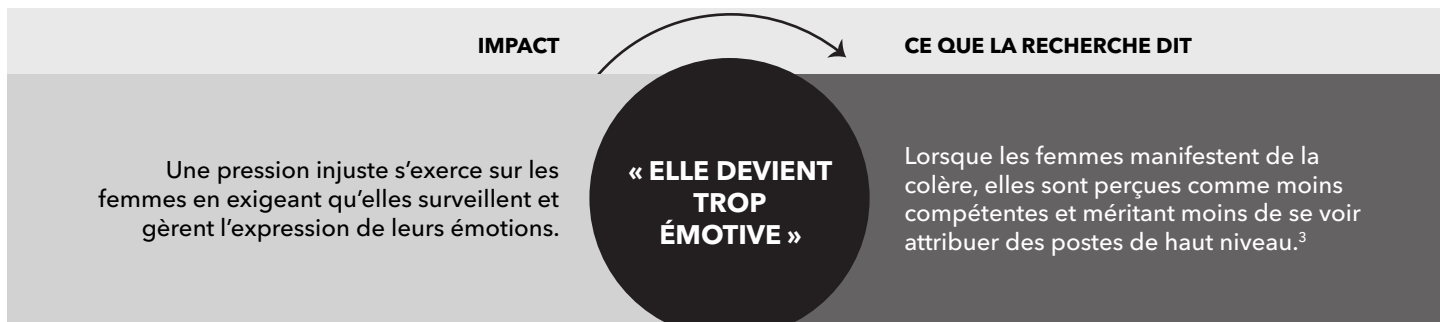 IMPACT
CE QUE LA RECHERCHE DIT
Une pression injuste s’exerce sur les
femmes en exigeant qu’elles surveillent et
gèrent l’expression de leurs émotions.
« ELLE DEVIENT
TROP
ÉMOTIVE »
Lorsque les femmes manifestent de la
colère, elles sont perçues comme moins
compétentes et méritant moins de se voir
attribuer des postes de haut niveau.³